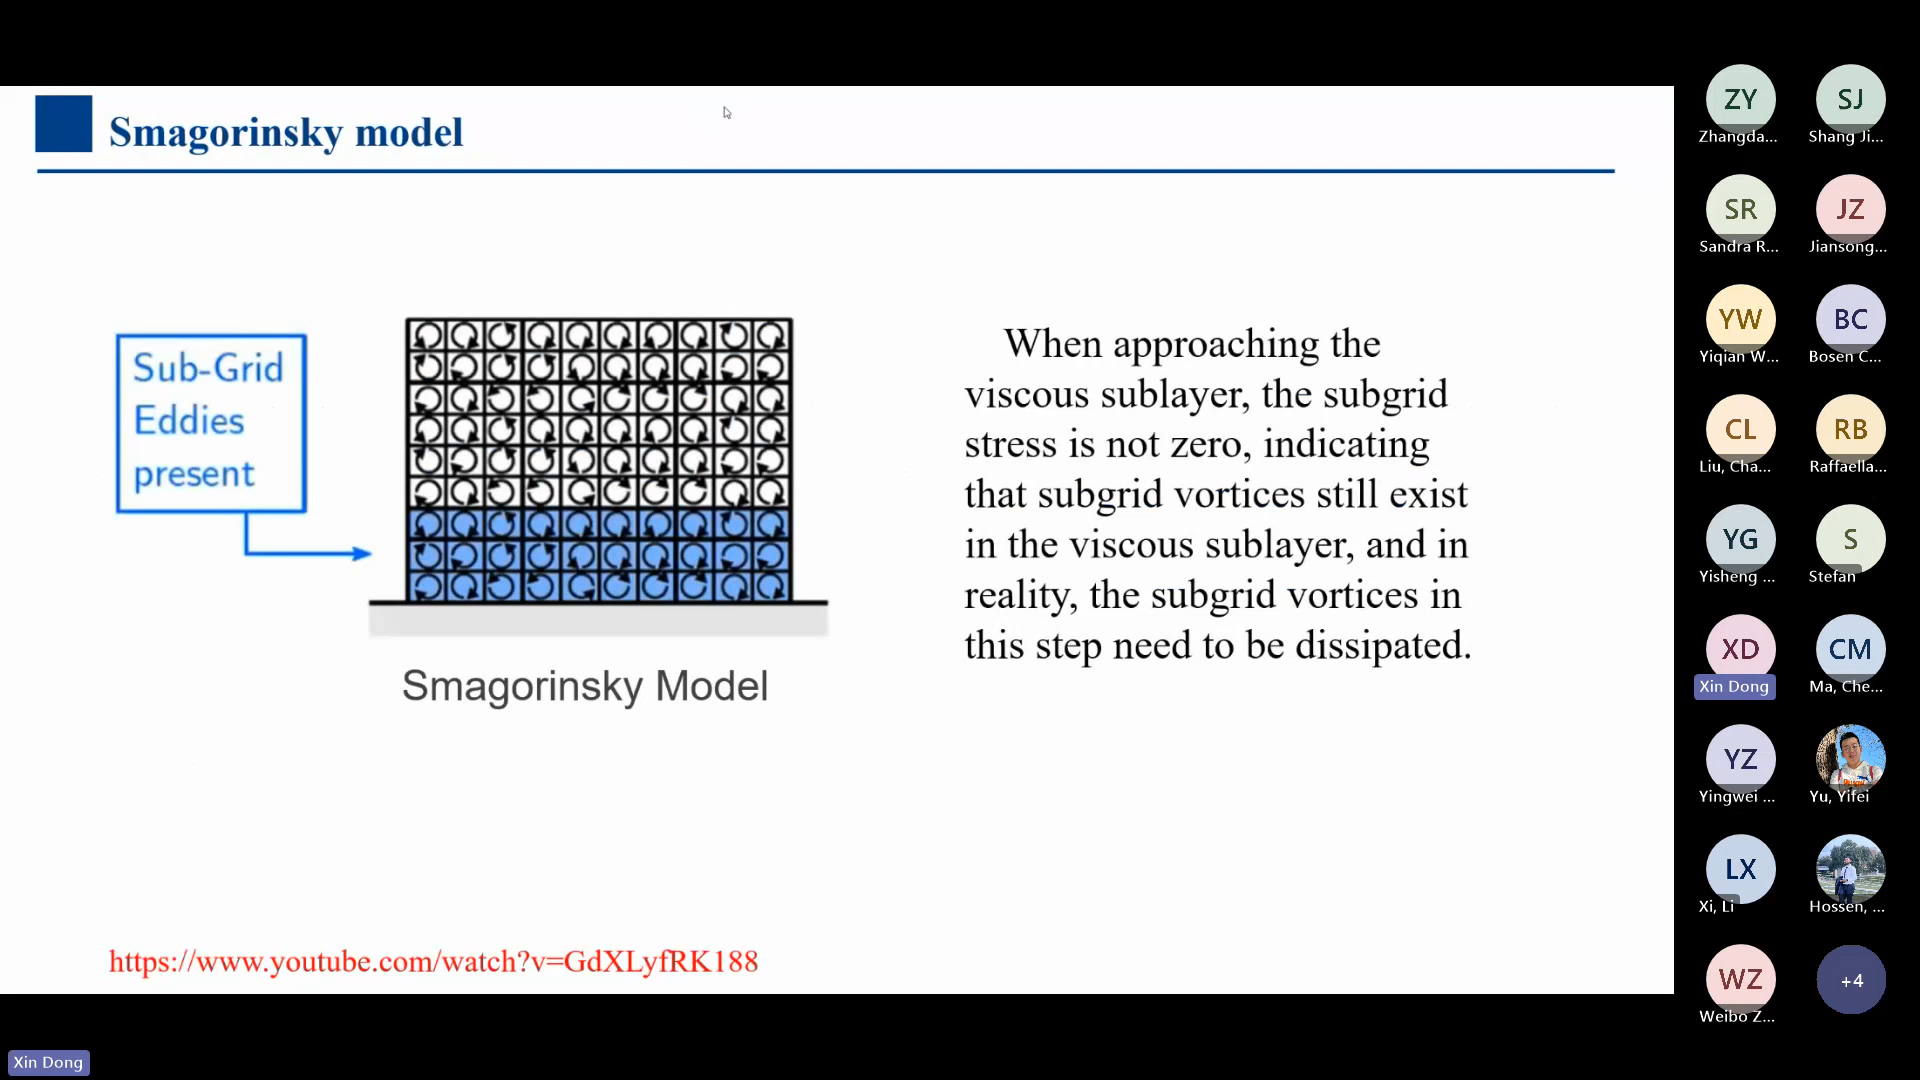 Smagorinsky model
Sub-Grid
Eddies
present
Smagorinsky Model
When approaching the
viscous sublayer, the subgrid
stress is not zero, indicating
that subgrid vortices still exist
in the viscous sublayer, and in
reality, the subgrid vortices in
this step need to be dissipated.
https://www.youtube.com/watch?v=GdXLyfRK188
ZY
Zhangda...
SJ
Shang Ji...
SR
Sandra R...
JZ
Jiansong...
YW
Yiqian W...
BC
Bosen C...
CL
Liu, Cha...
RB
Raffaella...
YG
Yisheng ...
S
Stefan
XD
Xin Dong
CM
Ma, Che...
YZ
Yingwei ...
Yu, Yifei
LX
Xi, Li
Hossen, ...
WZ
Weibo Z...
+4
Xin Dong